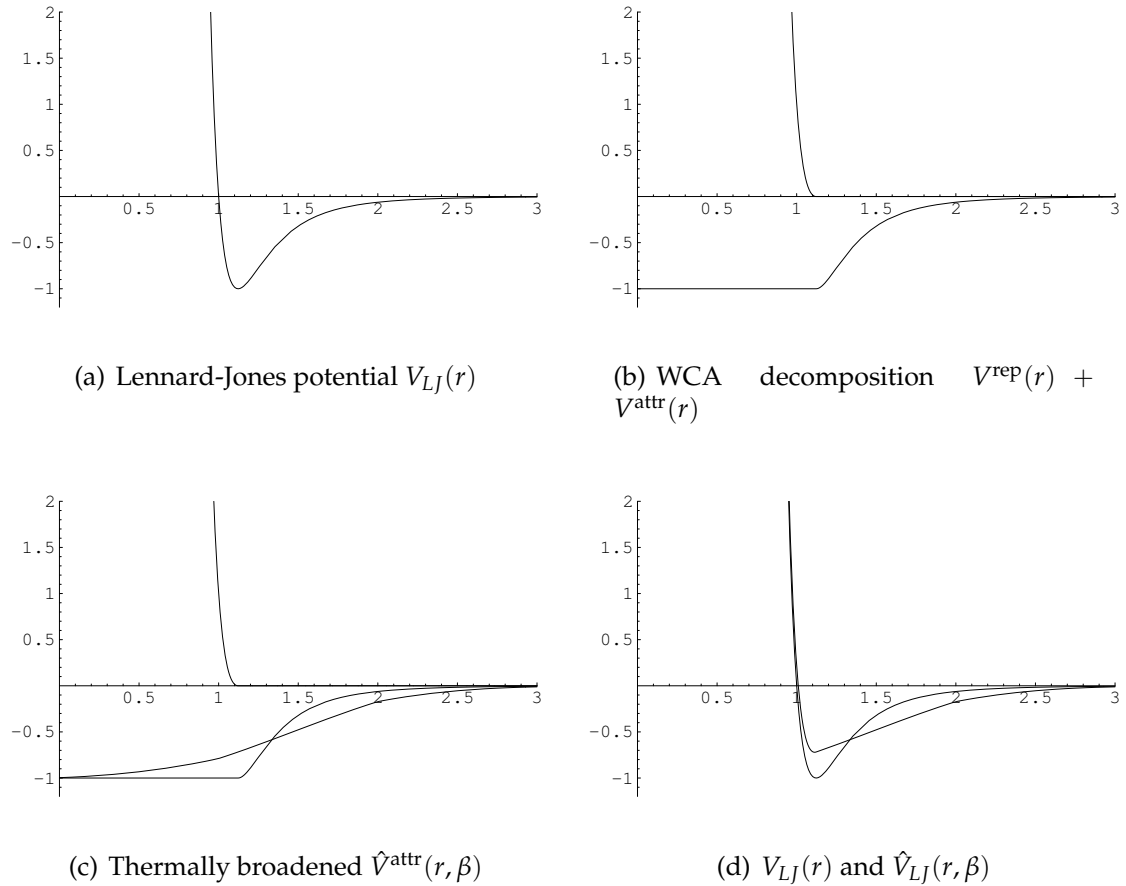 2
2
1.5
1.5
1
1
0.5
0.5
0.5 1 1.5 2 2.5 3
0.5 1 1.5 2 2.5 3
−0.5
−0.5
−1
−1
(a) Lennard-Jones potential V_{LJ}(r)
(b) WCA decomposition V^{rep}(r) +
V^{attr}(r)
2
2
1.5
1.5
1
1
0.5
0.5
0.5 1 1.5 2 2.5 3
0.5 1 1.5 2 2.5 3
−0.5
−0.5
−1
−1
(c) Thermally broadened V̂^{attr}(r, β)
(d) V_{LJ}(r) and V̂_{LJ}(r, β)